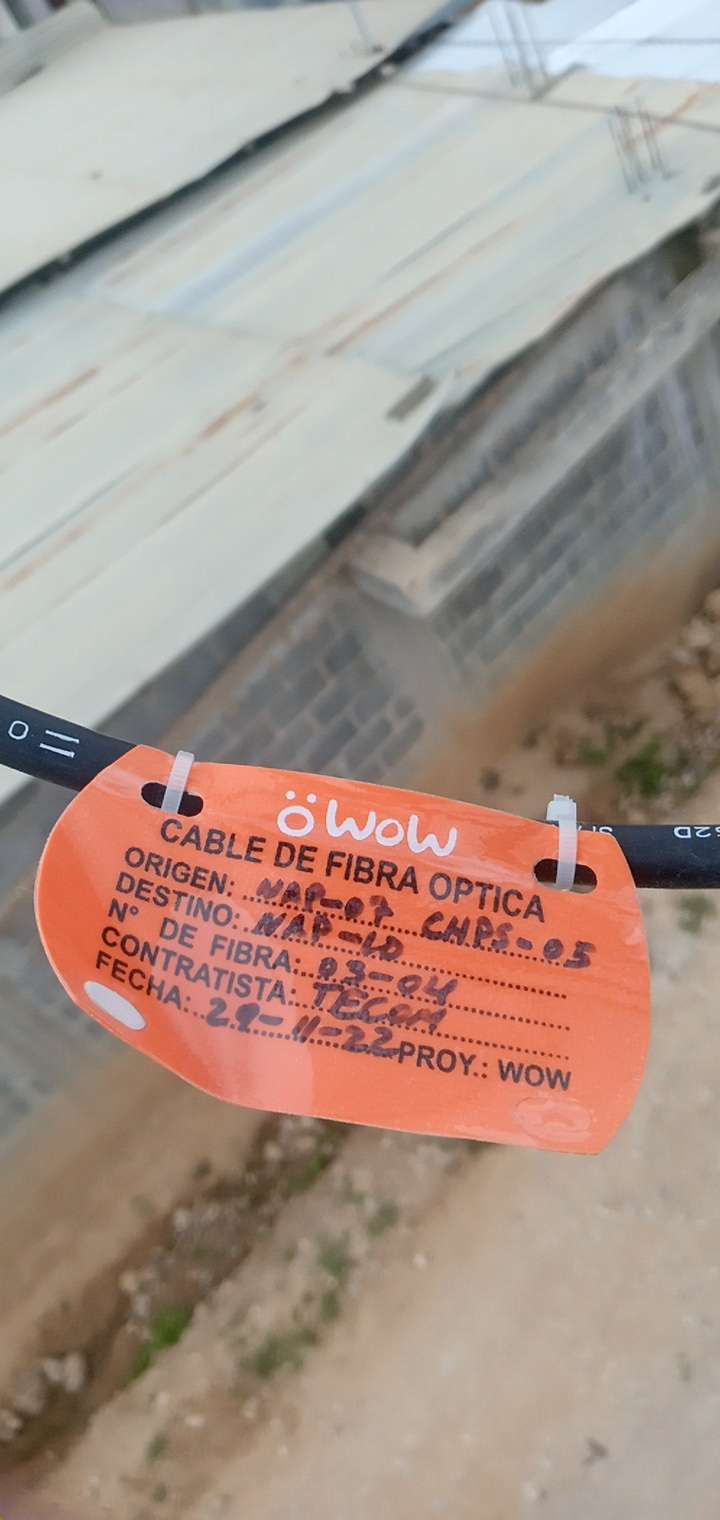 öWOW
CABLE DE FIBRA OPTICA
ORIGEN: NAP-07 CHPS-05
DESTINO: NAP-10
N° DE FIBRA: 03-04
CONTRATISTA: TECOM
FECHA: 29-11-22 PROY.: WOW